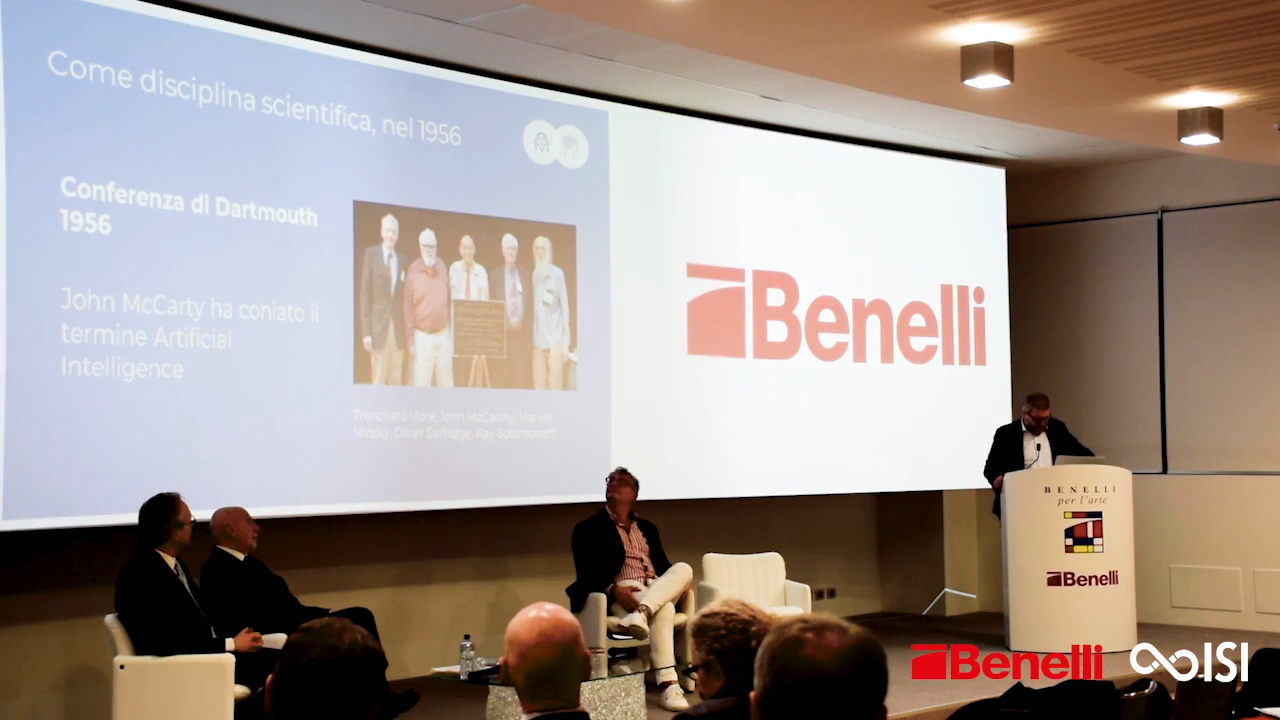 Come disciplina scientifica, nel 1956
Conferenza di Dartmouth
1956
John McCarty ha coniato il
termine Artificial
Intelligence
Trenchard More, John McCarthy, Marvin
Minsky, Oliver Selfridge, Ray Solomonoff
Benelli
BENELLI
per l'arte
Benelli
Benelli ISI